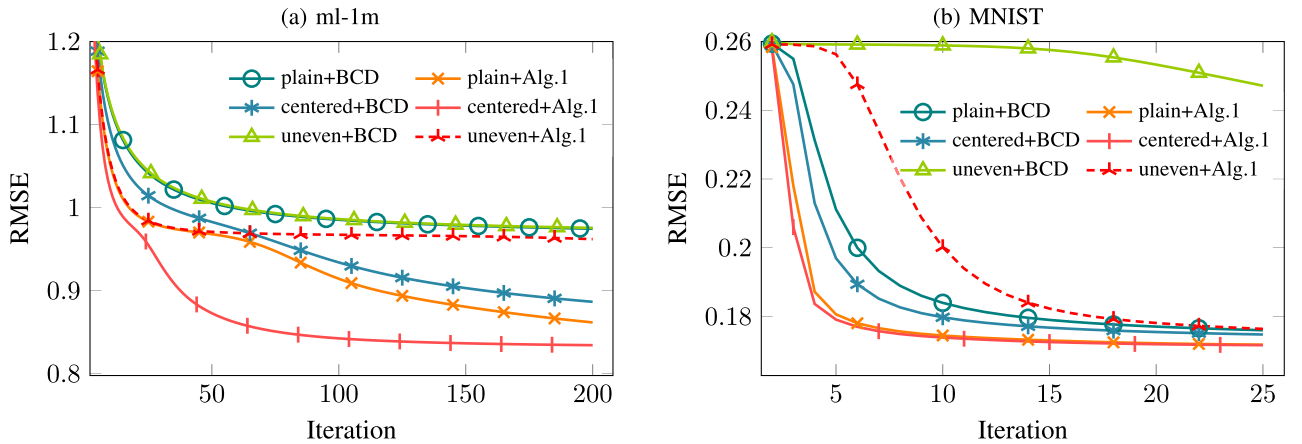 (a) ml-1m
1.2
1.1
1
0.9
0.8
RMSE
plain+BCD
plain+Alg.1
centered+BCD
centered+Alg.1
uneven+BCD
uneven+Alg.1
50
100
150
200
Iteration
(b) MNIST
0.26
0.24
0.22
0.2
0.18
RMSE
plain+BCD
plain+Alg.1
centered+BCD
centered+Alg.1
uneven+BCD
uneven+Alg.1
5
10
15
20
25
Iteration